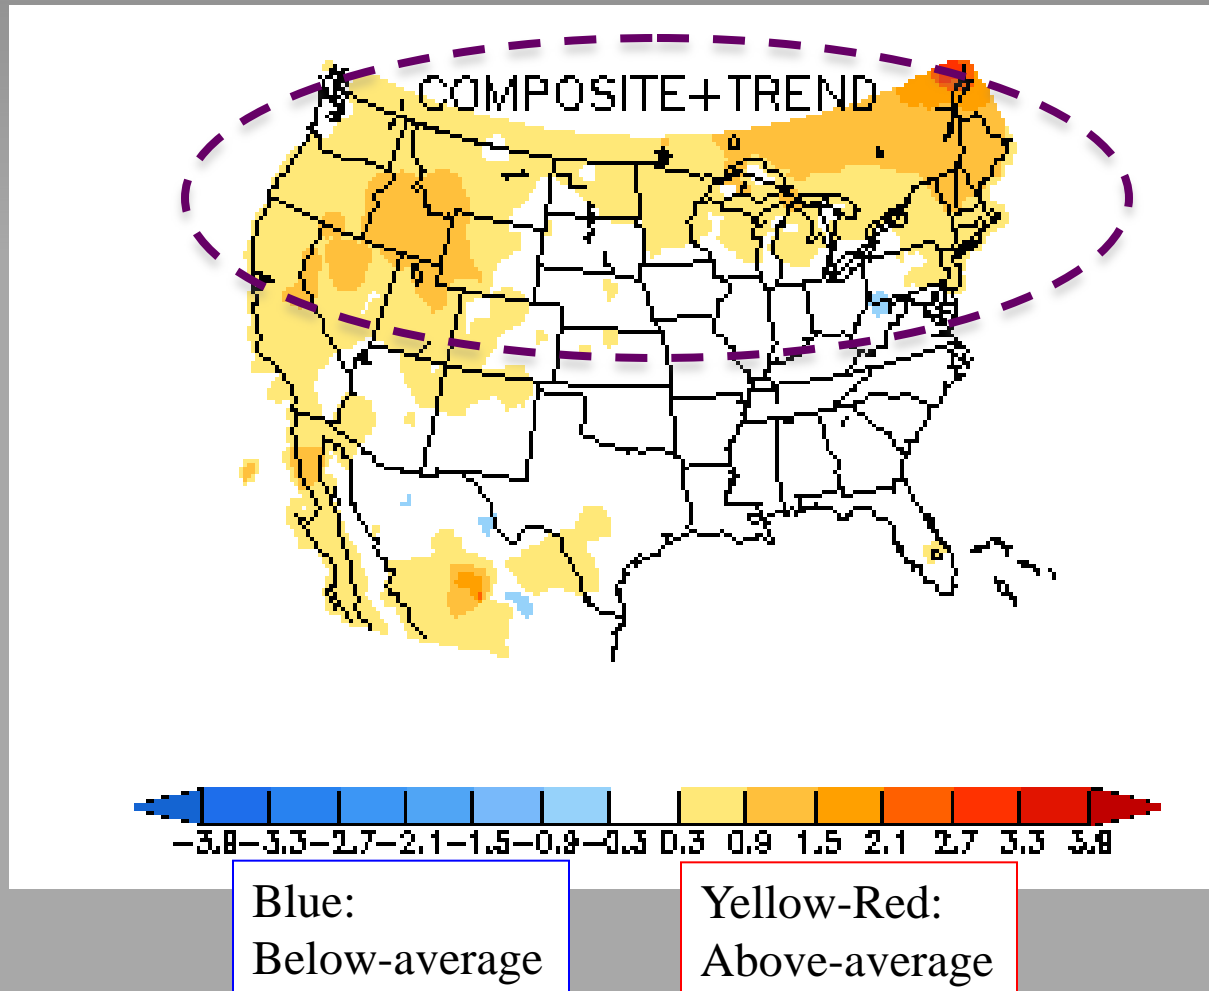 COMPOSITE+TREND
-3.8-3.3-2.7-2.1-1.5-0.9-0.3 0.3 0.9 1.5 2.1 2.7 3.3 3.8
Blue:
Below-average
Yellow-Red:
Above-average